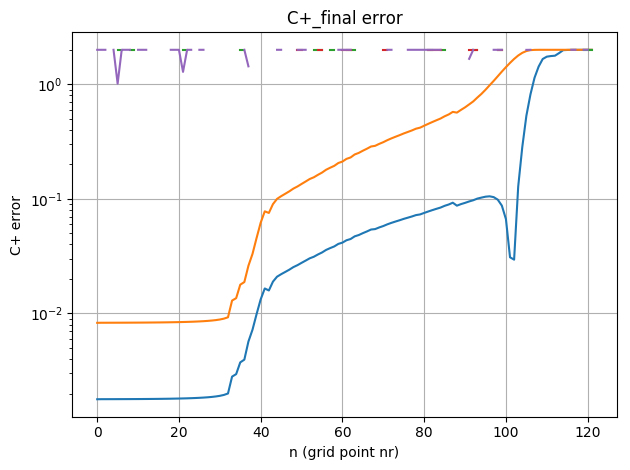 C+_final error
C+ error
10⁰
10⁻¹
10⁻²
0 20 40 60 80 100 120
n (grid point nr)